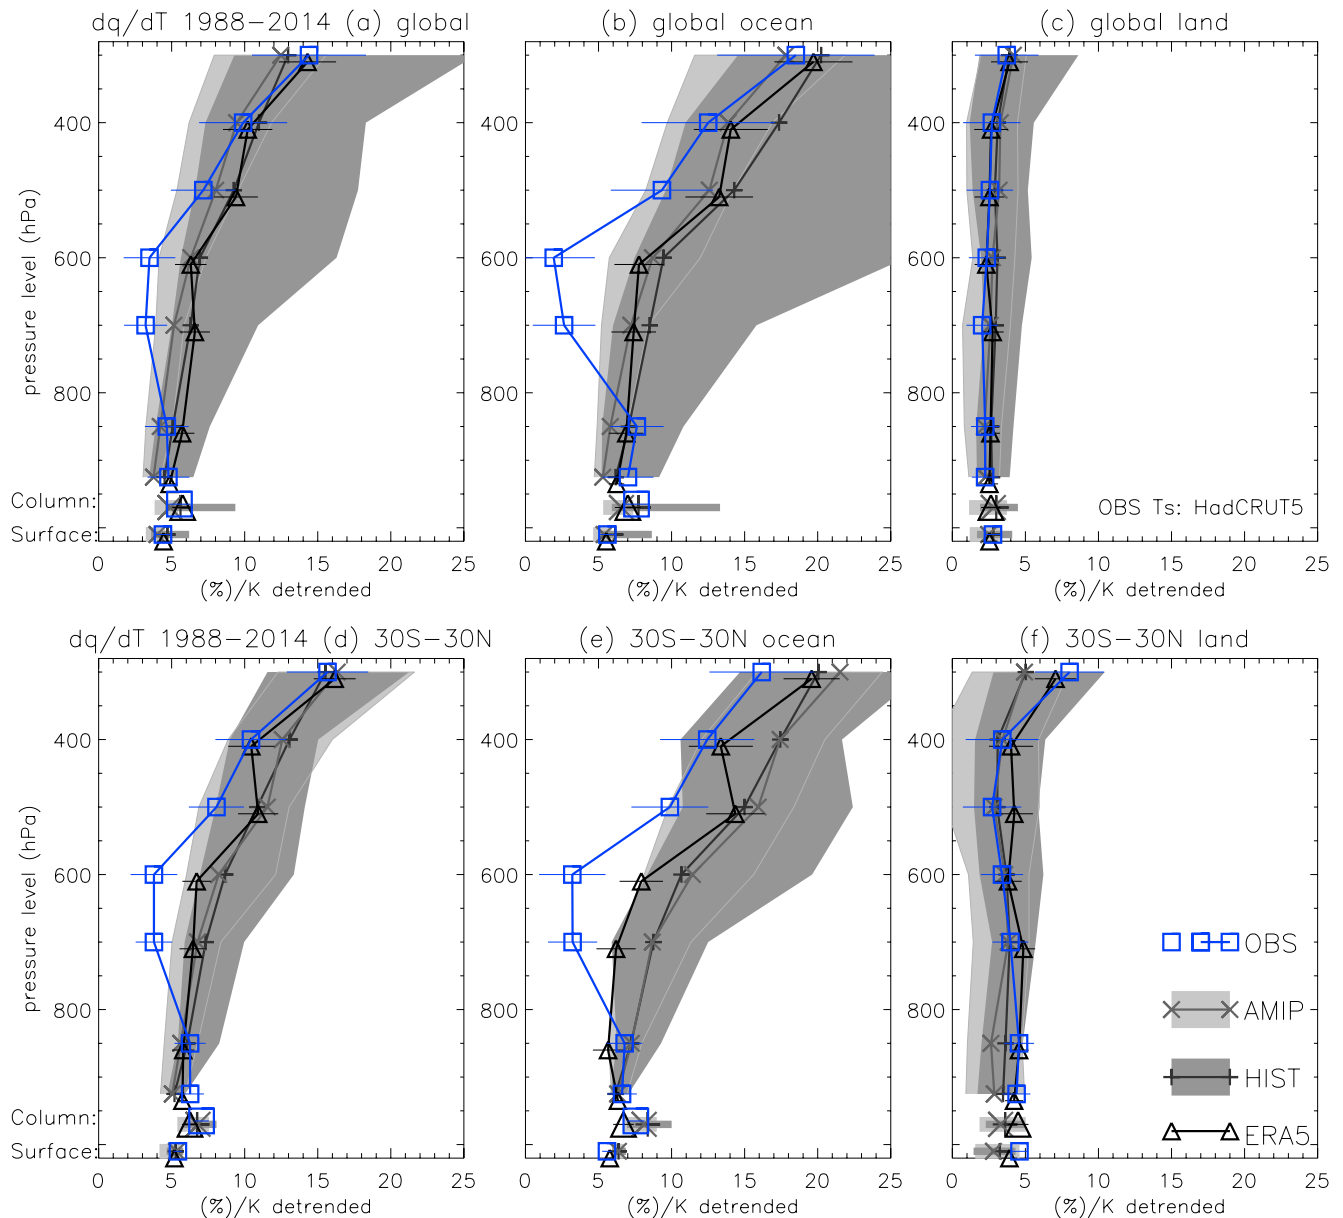 dq/dT 1988−2014 (a) global
(b) global ocean
(c) global land
400
600
800
pressure level (hPa)
Column:
Surface:
0 5 10 15 20 25
(%)/K detrended
400
600
800
0 5 10 15 20 25
(%)/K detrended
400
600
800
OBS Ts: HadCRUT5
0 5 10 15 20 25
(%)/K detrended
dq/dT 1988−2014 (d) 30S−30N
(e) 30S−30N ocean
(f) 30S−30N land
400
600
800
pressure level (hPa)
Column:
Surface:
0 5 10 15 20 25
(%)/K detrended
400
600
800
0 5 10 15 20 25
(%)/K detrended
400
600
800
OBS
AMIP
HIST
ERA5
0 5 10 15 20 25
(%)/K detrended